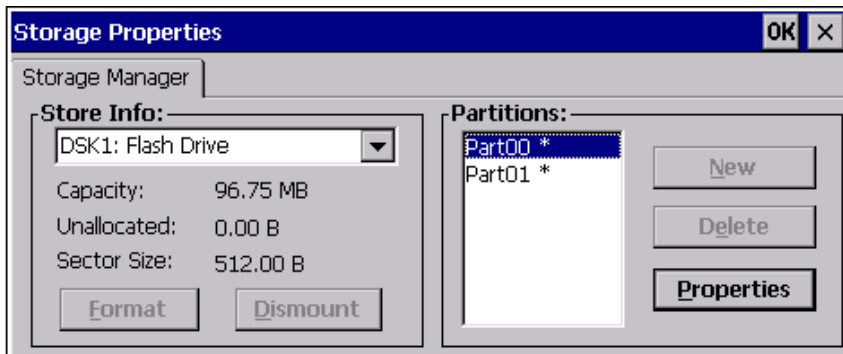 Storage Properties OK ×
Storage Manager
Store Info:
DSK1: Flash Drive
Capacity: 96.75 MB
Unallocated: 0.00 B
Sector Size: 512.00 B
Format Dismount
Partitions:
Part00 *
Part01 *
New
Delete
Properties